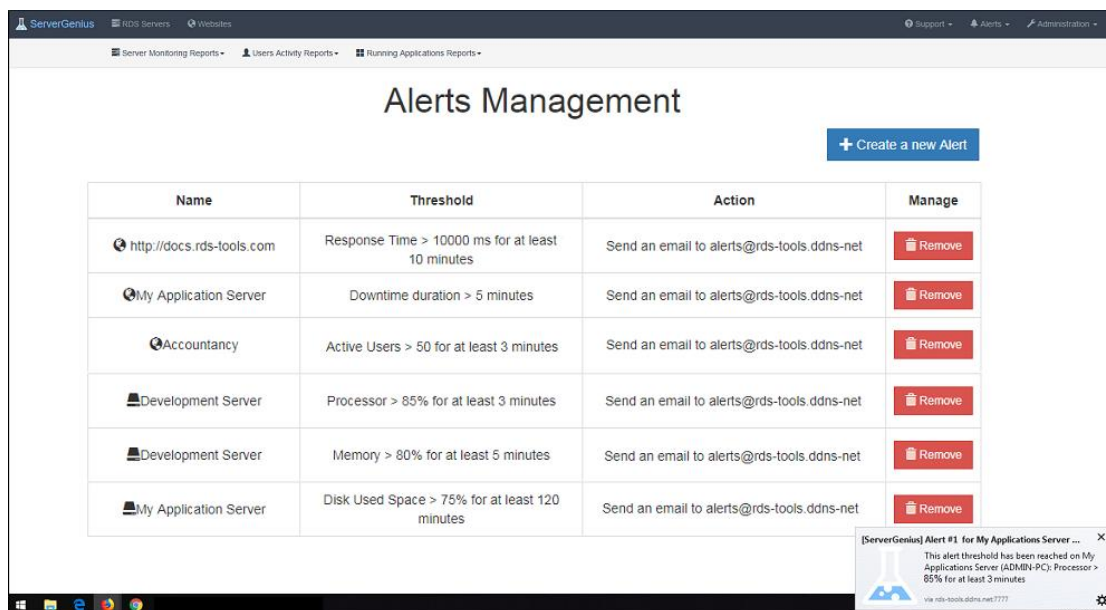 ServerGenius RDS Servers Websites Support Alerts Administration
Server Monitoring Reports Users Activity Reports Running Applications Reports
Alerts Management
+ Create a new Alert
Name Threshold Action Manage
http://docs.rds-tools.com Response Time > 10000 ms for at least Send an email to alerts@rds-tools.ddns-net Remove
10 minutes
My Application Server Downtime duration > 5 minutes Send an email to alerts@rds-tools.ddns-net Remove
Accountancy Active Users > 50 for at least 3 minutes Send an email to alerts@rds-tools.ddns-net Remove
Development Server Processor > 85% for at least 3 minutes Send an email to alerts@rds-tools.ddns-net Remove
Development Server Memory > 80% for at least 5 minutes Send an email to alerts@rds-tools.ddns-net Remove
My Application Server Disk Used Space > 75% for at least 120 Send an email to alerts@rds-tools.ddns-net Remove
minutes
[ServerGenius] Alert #1 for My Applications Server ...
This alert threshold has been reached on My
Applications Server (ADMIN-PC): Processor >
85% for at least 3 minutes
via rds-tools.ddns.net:7777